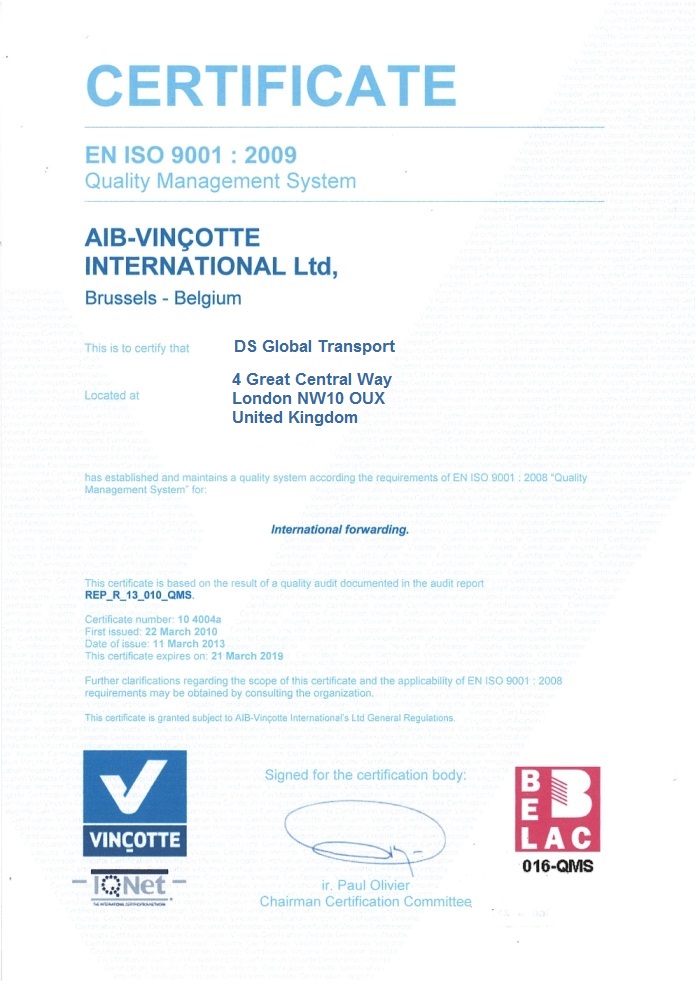 CERTIFICATE
EN ISO 9001 : 2009
Quality Management System
AIB-VINÇOTTE
INTERNATIONAL Ltd,
Brussels - Belgium
This is to certify that DS Global Transport
Located at
4 Great Central Way
London NW10 OUX
United Kingdom
has established and maintains a quality system according the requirements of EN ISO 9001 : 2008 "Quality
Management System" for:
International forwarding.
This certificate is based on the result of a quality audit documented in the audit report
REP_R_13_010_QMS.
Certificate number: 10 4004a
First issued: 22 March 2010
Date of issue: 11 March 2013
This certificate expires on: 21 March 2019
Further clarifications regarding the scope of this certificate and the applicability of EN ISO 9001 : 2008
requirements may be obtained by consulting the organization.
This certificate is granted subject to AIB-Vinçotte International's Ltd General Regulations.
Signed for the certification body:
VINÇOTTE
IQNet
THE INTERNATIONAL CERTIFICATION NETWORK
ir. Paul Olivier
Chairman Certification Committee
BELAC
016-QMS